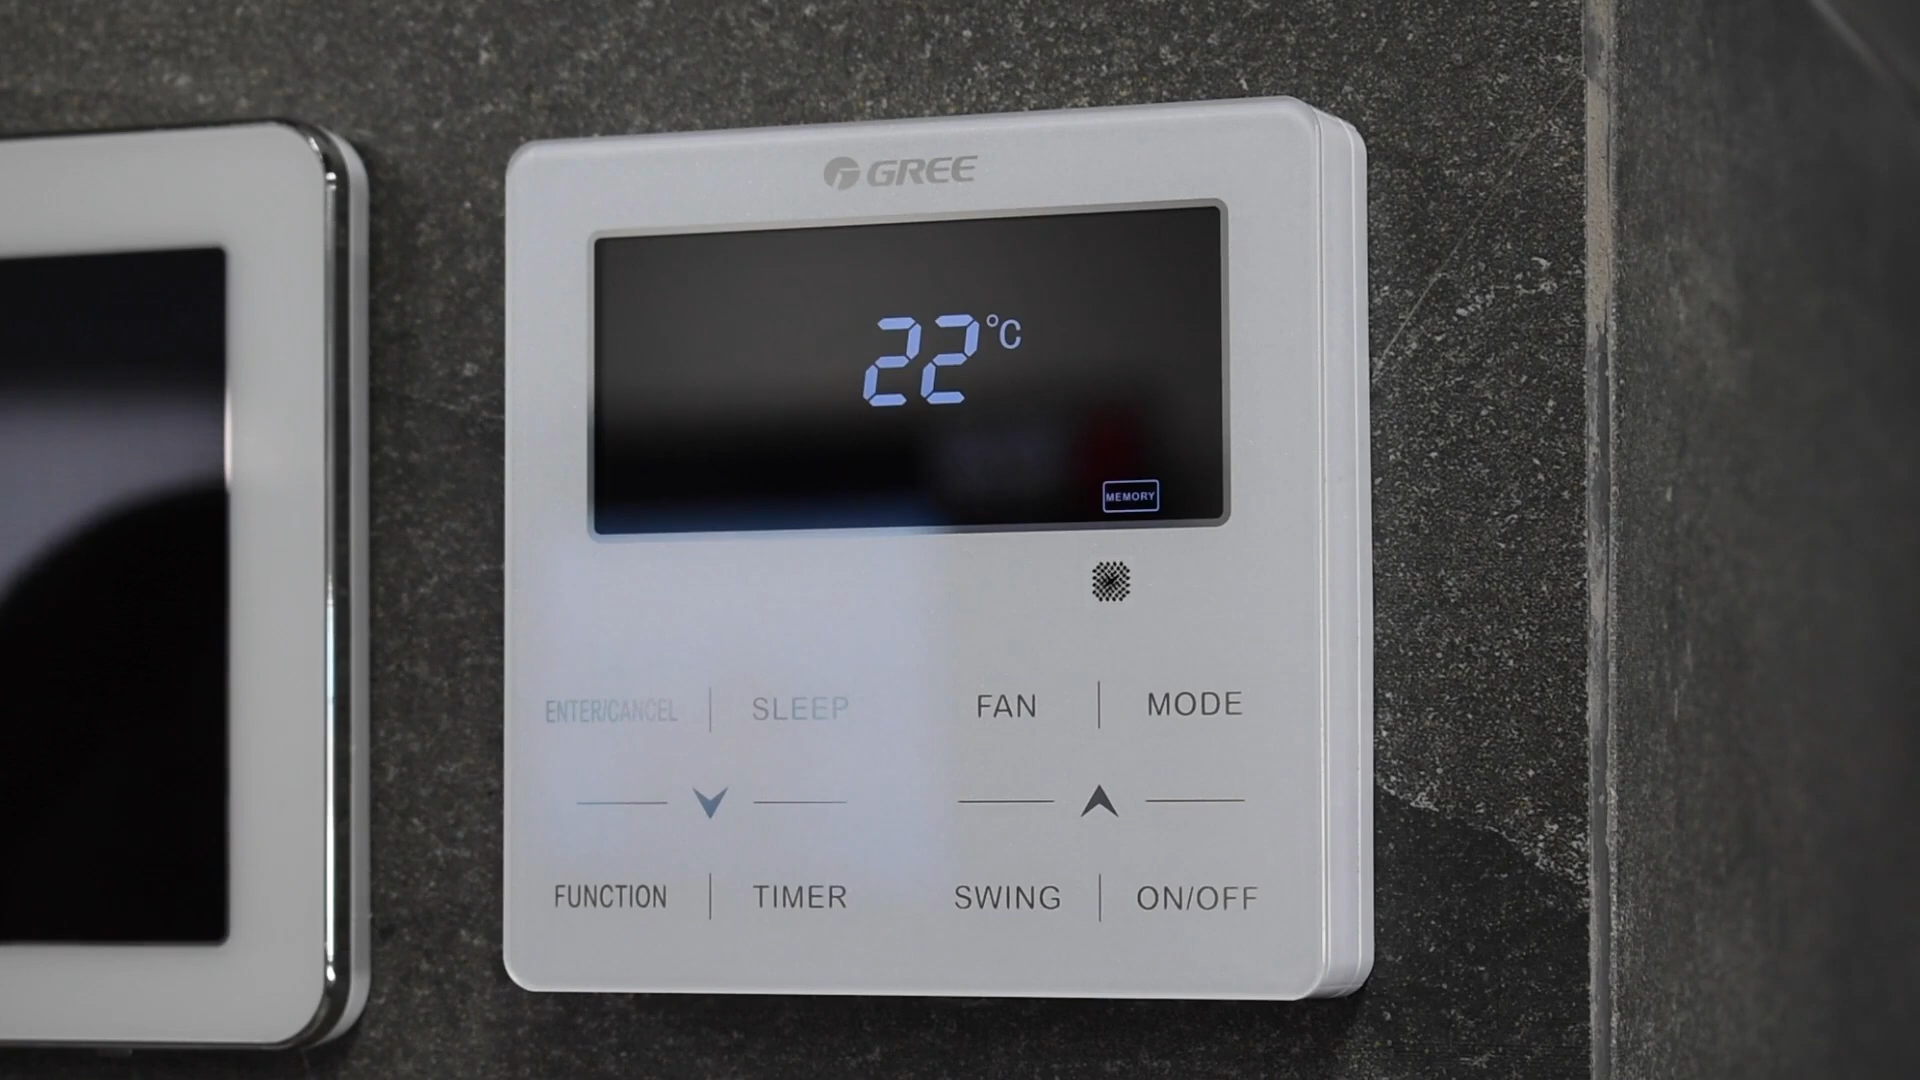 GREE
22°C
MEMORY
ENTER/CANCEL SLEEP FAN MODE
FUNCTION TIMER SWING ON/OFF